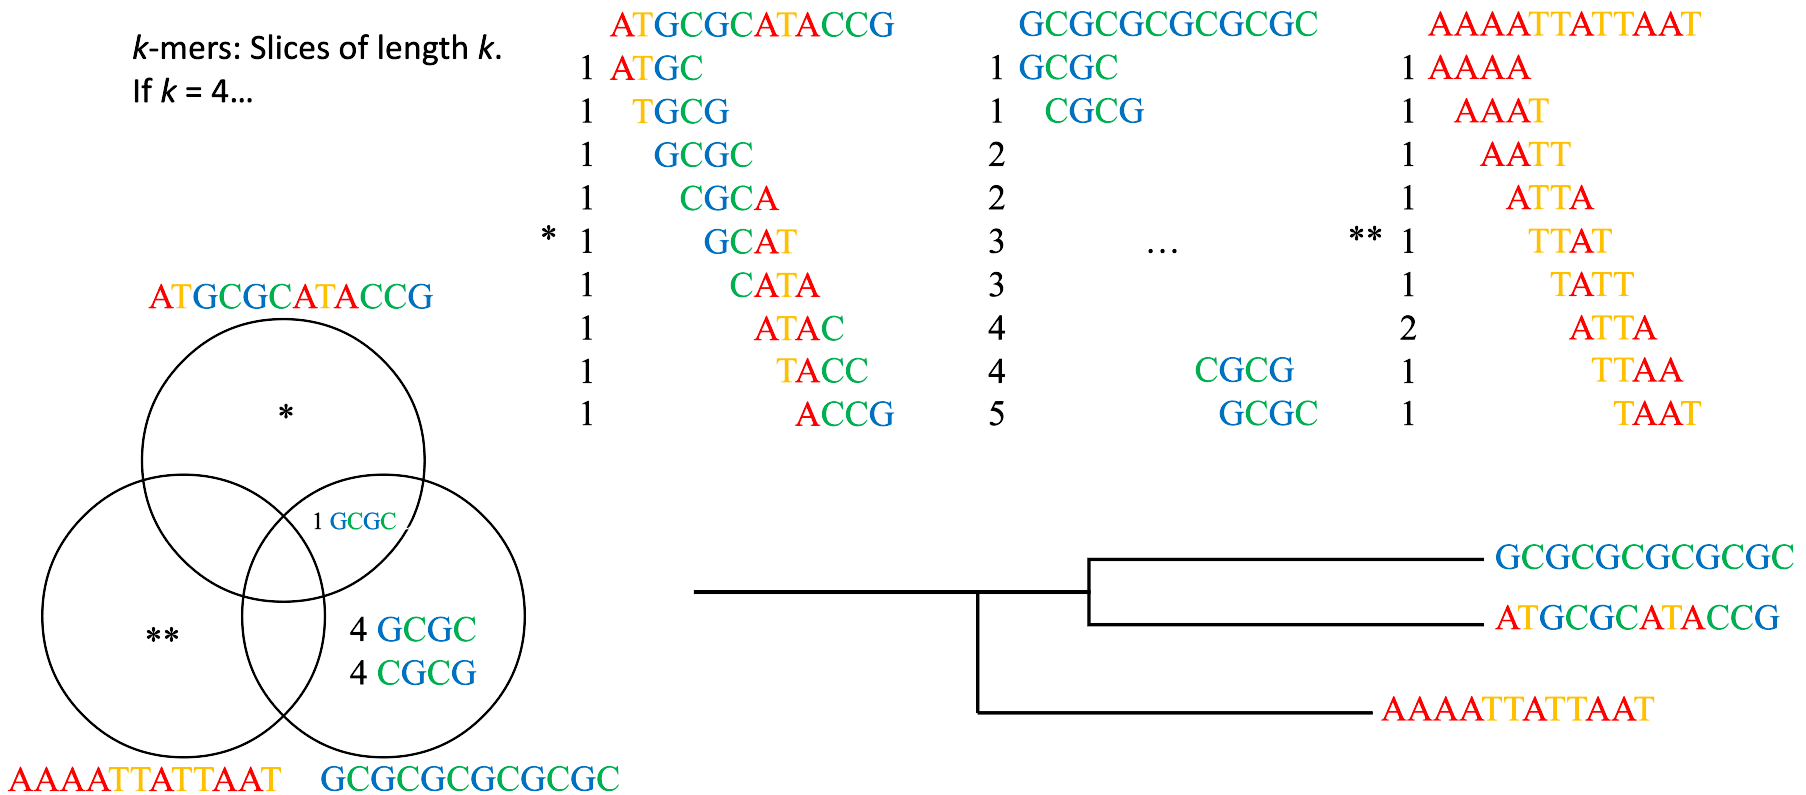 k-mers: Slices of length k.
If k = 4...
ATGCGCATACCG
1 ATGC
1 TGCG
1 GCGC
1 CGCA
* 1 GCAT
1 CATA
1 ATAC
1 TACC
1 ACCG
GCGCGCGCGCGC
1 GCGC
1 CGCG
2
2
3 ...
3
4
4 CGCG
5 GCGC
AAAATTATTAAT
1 AAAA
1 AAAT
1 AATT
1 ATTA
** 1 TTAT
1 TATT
2 ATTA
1 TTAA
1 TAAT
ATGCGCATACCG
*
1 GCGC
**
4 GCGC
4 CGCG
AAAATTATTAAT
GCGCGCGCGCGC
GCGCGCGCGCGC
ATGCGCATACCG
AAAATTATTAAT